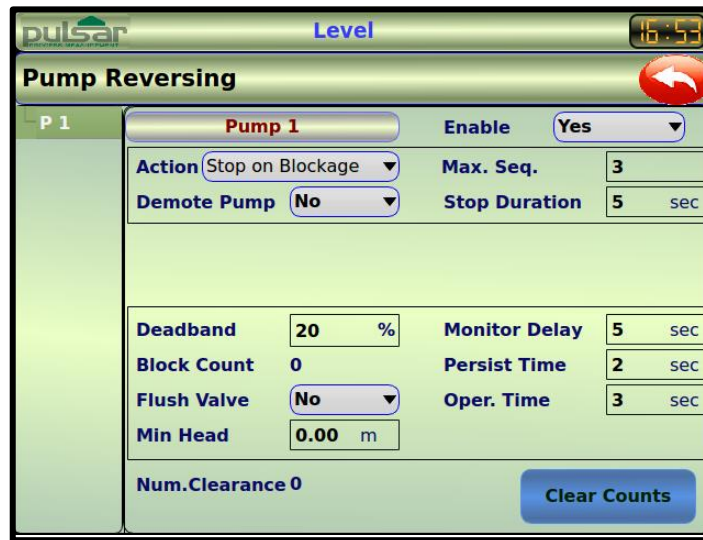 pulsar Level 16:53
PROCESS MEASUREMENT
Pump Reversing
P 1
Pump 1 Enable Yes
Action Stop on Blockage Max. Seq. 3
Demote Pump No Stop Duration 5 sec
Deadband 20 % Monitor Delay 5 sec
Block Count 0 Persist Time 2 sec
Flush Valve No Oper. Time 3 sec
Min Head 0.00 m
Num.Clearance 0 Clear Counts